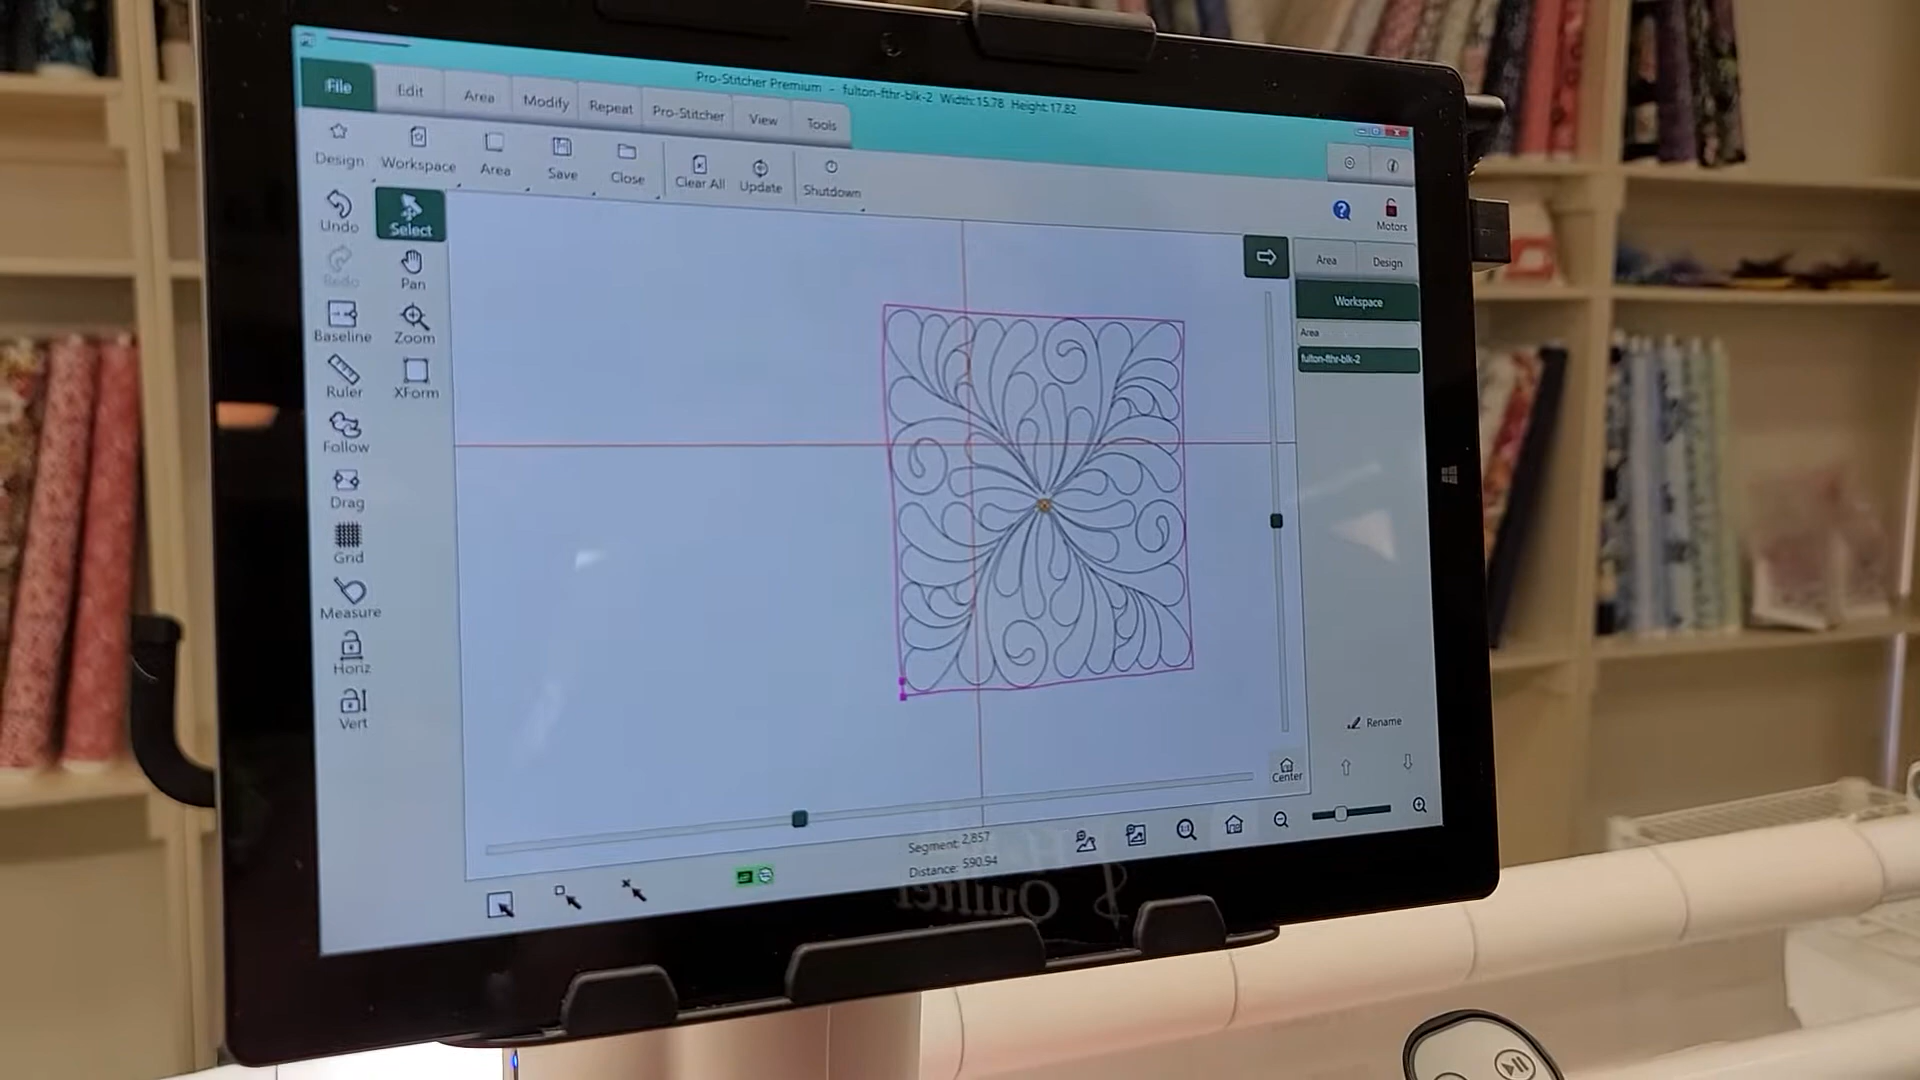 Pro-Stitcher Premium - fulton-fthr-blk-2 Width:15.78 Height:17.82
File Edit Area Modify Repeat Pro-Stitcher View Tools
Design Workspace Area Save Close Clear All Update Shutdown
Motors
Undo Select
Redo Pan
Baseline Zoom
Ruler XForm
Follow
Drag
Grid
Measure
Horiz
Vert
Area Design
Workspace
Area
fulton-fthr-blk-2
Rename
Center
Segment: 2,857
Distance: 590.94
Quilter